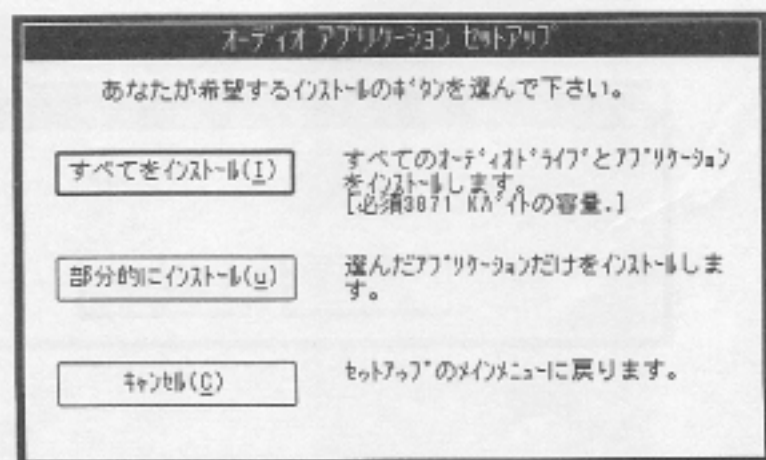 ｵｰﾃﾞｨｵ ｱﾌﾟﾘｹｰｼｮﾝ ｾｯﾄｱｯﾌﾟ
あなたが希望するｲﾝｽﾄｰﾙのﾎﾞﾀﾝを選んで下さい。
すべてをｲﾝｽﾄｰﾙ(I)
すべてのｵｰﾃﾞｨｵﾄﾞﾗｲﾌﾞとｱﾌﾟﾘｹｰｼｮﾝ
をｲﾝｽﾄｰﾙします。
[必須3871 Kﾊﾞｲﾄの容量.]
部分的にｲﾝｽﾄｰﾙ(u)
選んだｱﾌﾟﾘｹｰｼｮﾝだけをｲﾝｽﾄｰﾙしま
す。
ｷｬﾝｾﾙ(C)
ｾｯﾄｱｯﾌﾟのﾒｲﾝﾒﾆｭｰに戻ります。